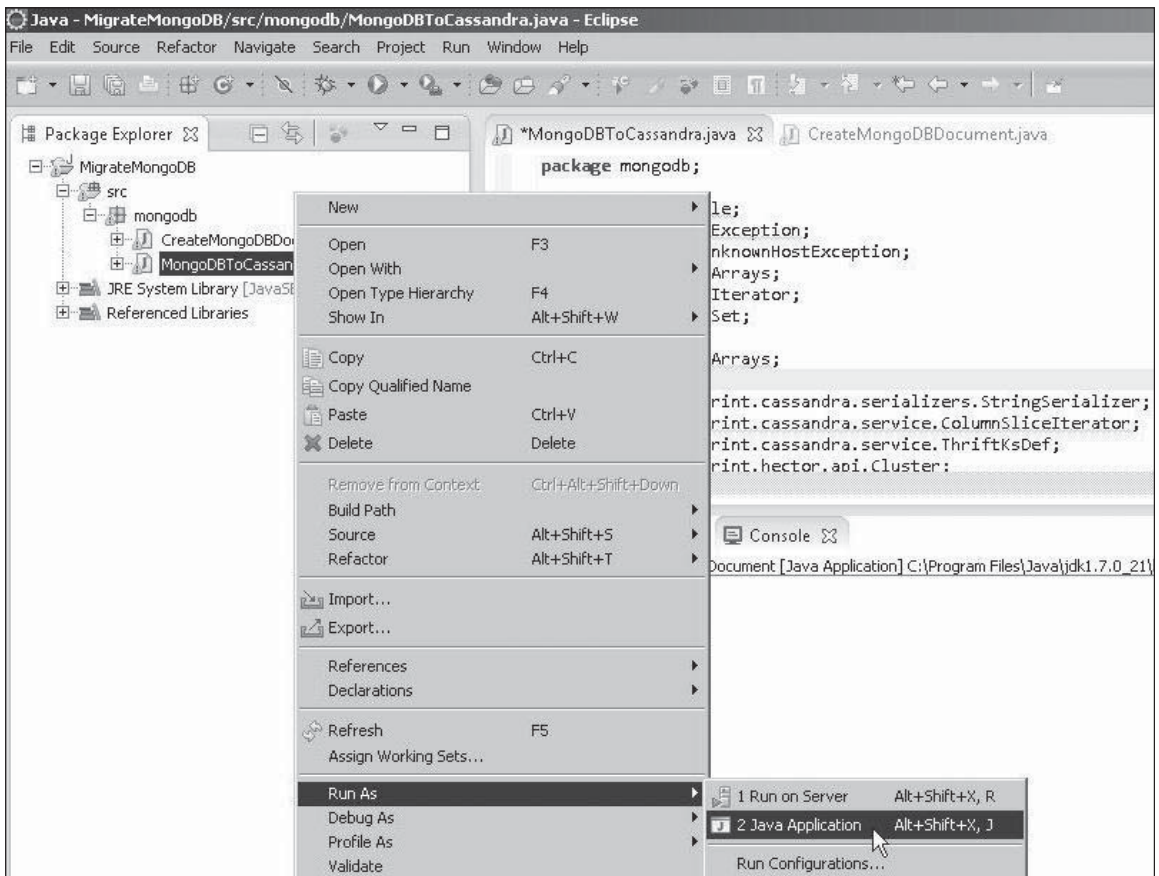 Java - MigrateMongoDB/src/mongodb/MongoDBToCassandra.java - Eclipse
File Edit Source Refactor Navigate Search Project Run Window Help
Package Explorer
MigrateMongoDB
src
mongodb
CreateMongoDBDo
MongoDBToCassan
JRE System Library [JavaSE
Referenced Libraries
*MongoDBToCassandra.java CreateMongoDBDocument.java
package mongodb;
le;
Exception;
nknownHostException;
Arrays;
Iterator;
Set;
Arrays;
rint.cassandra.serializers.StringSerializer;
rint.cassandra.service.ColumnSliceIterator;
rint.cassandra.service.ThriftKsDef;
rint.hector.api.Cluster;
Console
Document [Java Application] C:\Program Files\Java\jdk1.7.0_21\
New
Open F3
Open With
Open Type Hierarchy F4
Show In Alt+Shift+W
Copy Ctrl+C
Copy Qualified Name
Paste Ctrl+V
Delete Delete
Remove from Context Ctrl+Alt+Shift+Down
Build Path
Source Alt+Shift+S
Refactor Alt+Shift+T
Import...
Export...
References
Declarations
Refresh F5
Assign Working Sets...
Run As
Debug As
Profile As
Validate
1 Run on Server Alt+Shift+X, R
2 Java Application Alt+Shift+X, J
Run Configurations...